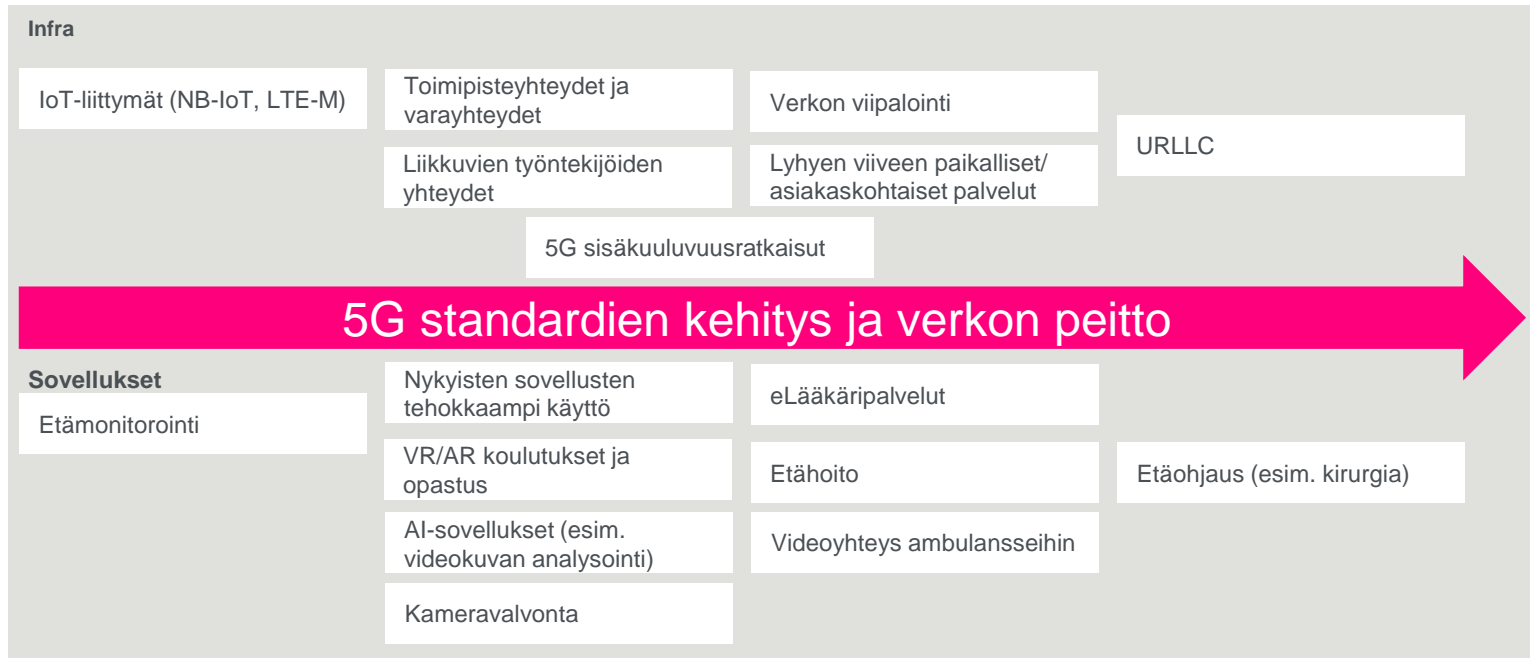 Infra
IoT-liittymät (NB-IoT, LTE-M)
Toimipisteyhteydet ja
varayhteydet
Verkon viipalointi
URLLC
Liikkuvien työntekijöiden
yhteydet
Lyhyen viiveen paikalliset/
asiakaskohtaiset palvelut
5G sisäkuuluvuusratkaisut
5G standardien kehitys ja verkon peitto
Sovellukset
Etämonitorointi
Nykyisten sovellusten
tehokkaampi käyttö
eLääkäripalvelut
VR/AR koulutukset ja
opastus
Etähoito
Etäohjaus (esim. kirurgia)
AI-sovellukset (esim.
videokuvan analysointi)
Videoyhteys ambulansseihin
Kameravalvonta